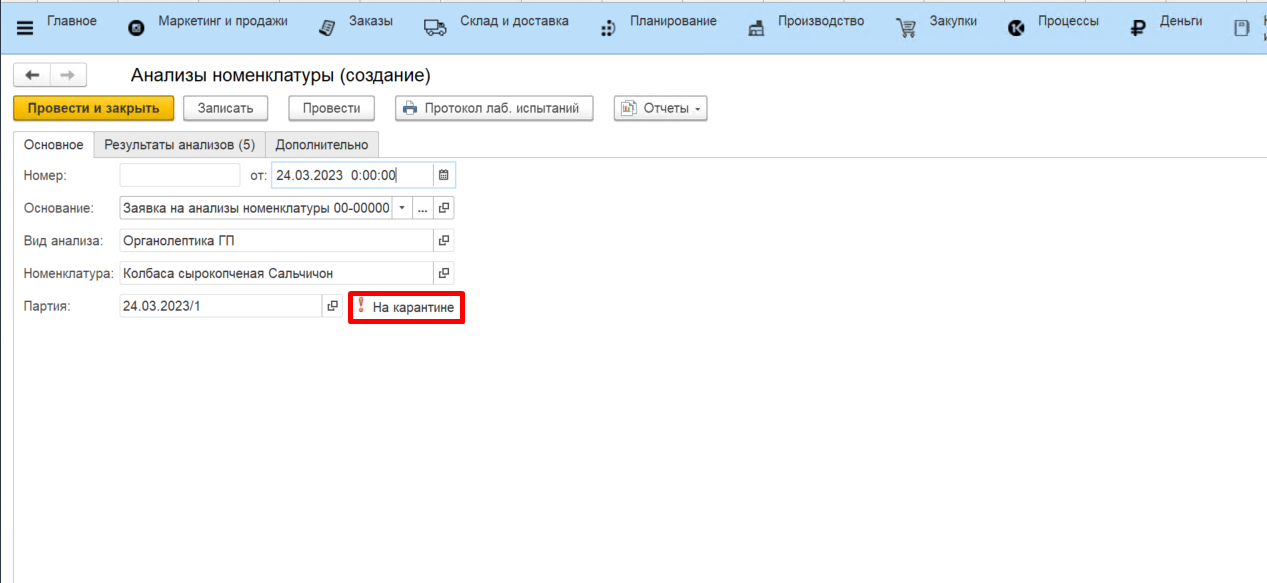 Главное Маркетинг и продажи Заказы Склад и доставка Планирование Производство Закупки Процессы Деньги
Анализы номенклатуры (создание)
Провести и закрыть Записать Провести Протокол лаб. испытаний Отчеты
Основное Результаты анализов (5) Дополнительно
Номер: от: 24.03.2023 0:00:00
Основание: Заявка на анализы номенклатуры 00-00000 ...
Вид анализа: Органолептика ГП
Номенклатура: Колбаса сырокопченая Сальчичон
Партия: 24.03.2023/1 На карантине